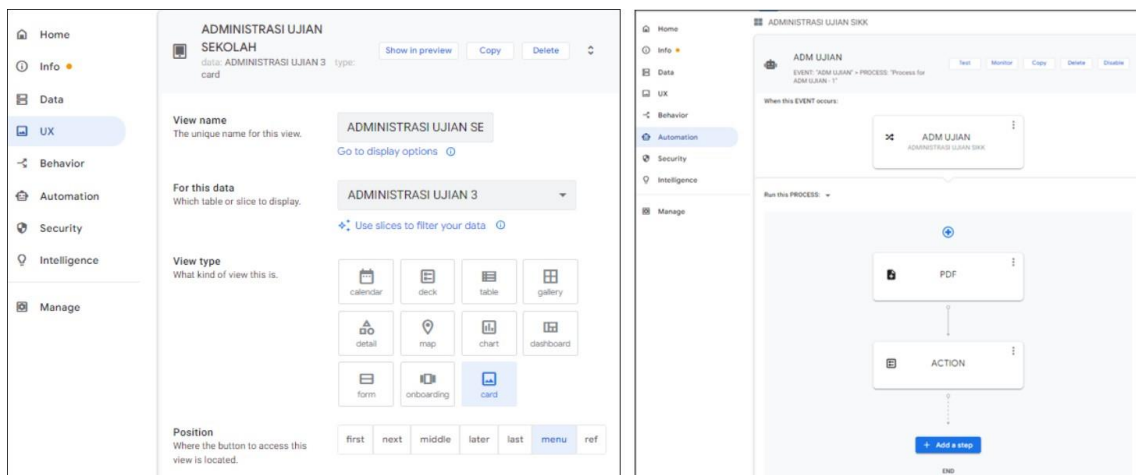 Home
Info
Data
UX
Behavior
Automation
Security
Intelligence
Manage
ADMINISTRASI UJIAN
SEKOLAH
data: ADMINISTRASI UJIAN 3 type:
card
Show in preview
Copy
Delete
View name
The unique name for this view.
ADMINISTRASI UJIAN SE
Go to display options
For this data
Which table or slice to display.
ADMINISTRASI UJIAN 3
Use slices to filter your data
View type
What kind of view this is.
calendar
deck
table
gallery
detail
map
chart
dashboard
form
onboarding
card
Position
Where the button to access this
view is located.
first next middle later last menu ref
Home
Info
Data
UX
Behavior
Automation
Security
Intelligence
Manage
ADMINISTRASI UJIAN SIKK
ADM UJIAN
EVENT: "ADM UJIAN" > PROCESS: "Process for
ADM UJIAN - 1"
Test
Monitor
Copy
Delete
Disable
When this EVENT occurs:
ADM UJIAN
ADMINISTRASI UJIAN SIKK
Run this PROCESS:
PDF
ACTION
+ Add a step
END